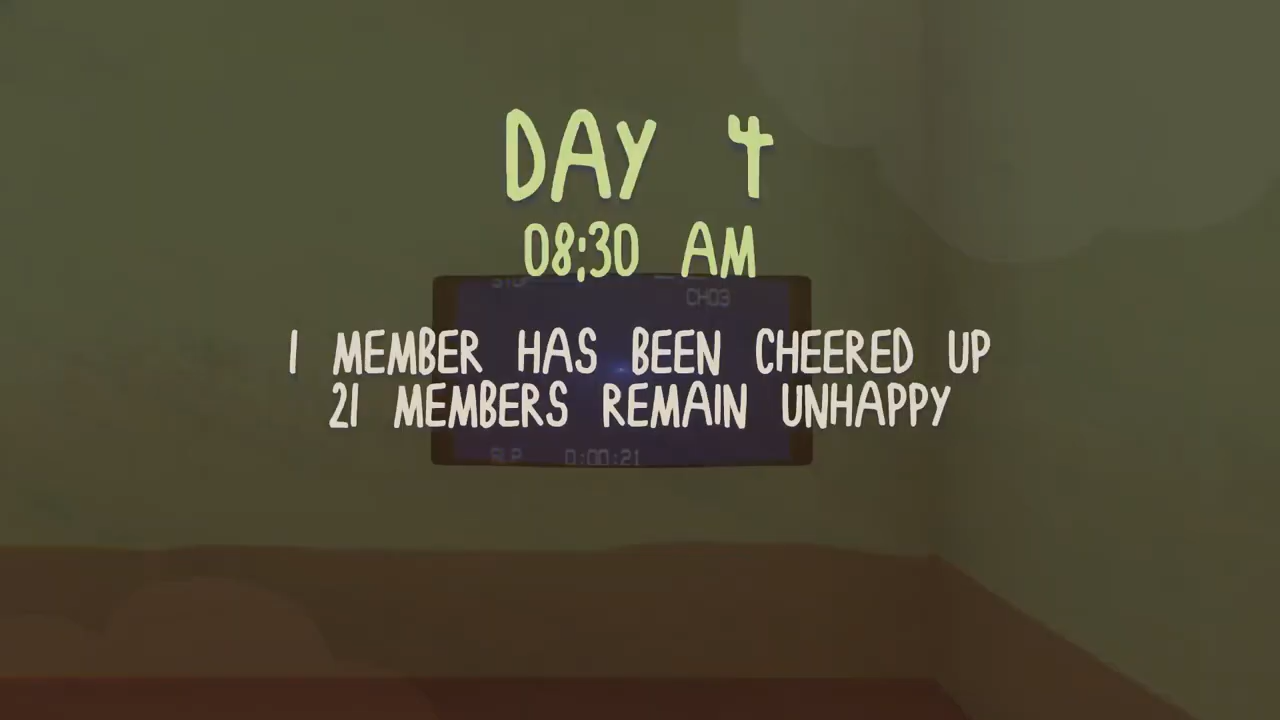 DAY 4
08:30 AM
CH03
1 MEMBER HAS BEEN CHEERED UP
21 MEMBERS REMAIN UNHAPPY
0:00:21